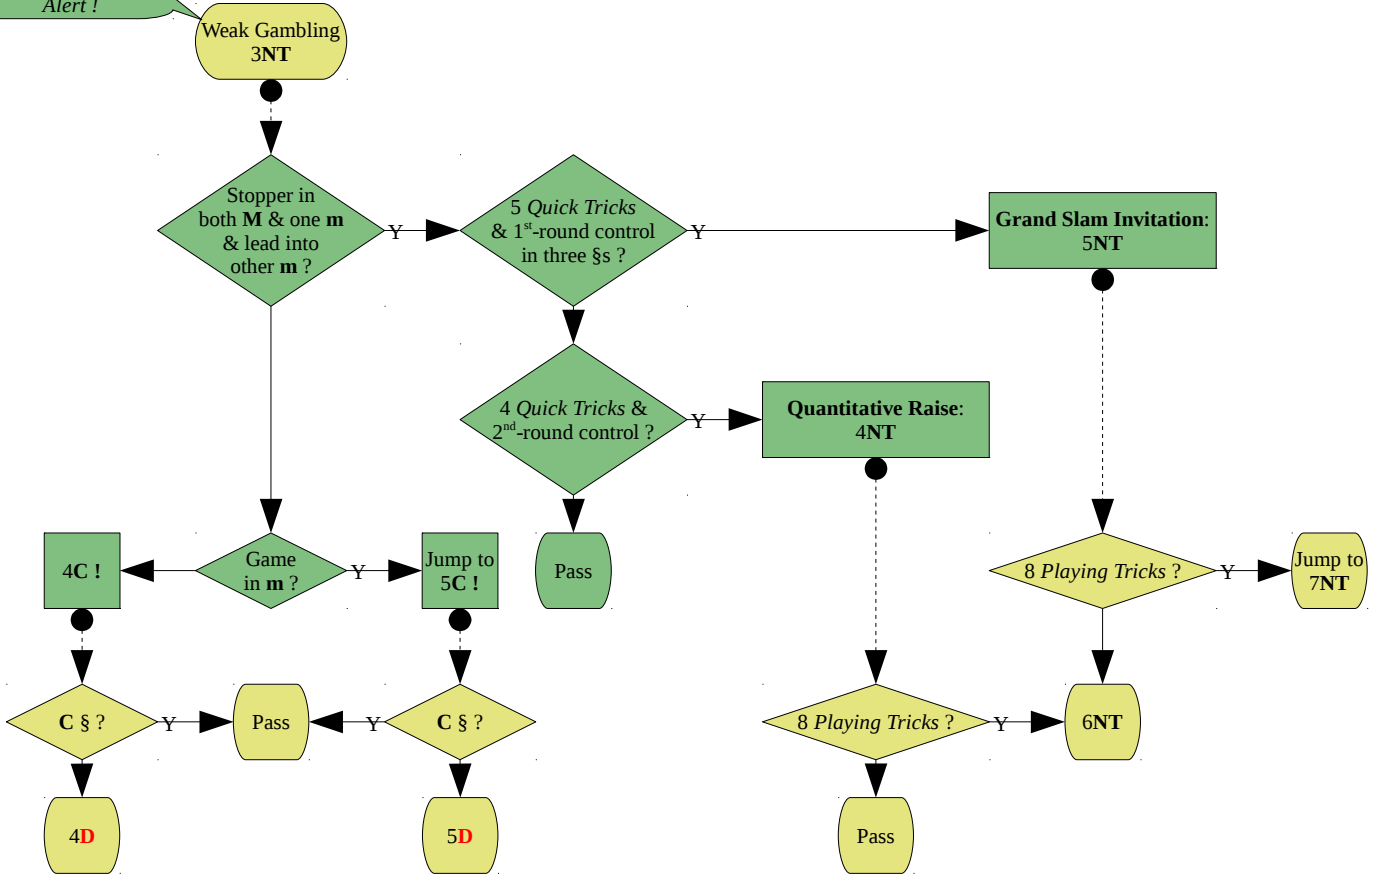 Alert !
Weak Gambling
3NT
Stopper in
both M & one m
& lead into
other m ?
Y
5 Quick Tricks
& 1st-round control
in three §s ?
Y
Grand Slam Invitation:
5NT
4 Quick Tricks &
2nd-round control ?
Y
Quantitative Raise:
4NT
4C !
Game
in m ?
Y
Jump to
5C !
Pass
8 Playing Tricks ?
Y
Jump to
7NT
C § ?
Y
Pass
Y
C § ?
8 Playing Tricks ?
Y
6NT
4D
5D
Pass